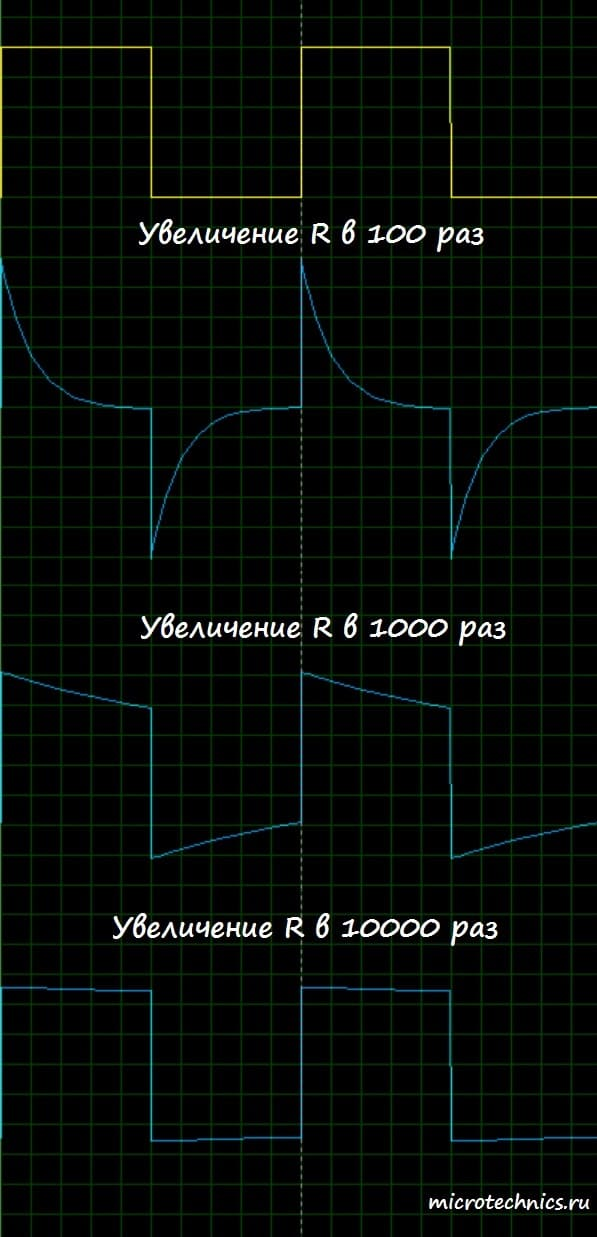 Увеличение R в 100 раз
Увеличение R в 1000 раз
Увеличение R в 10000 раз
microtechnics.ru